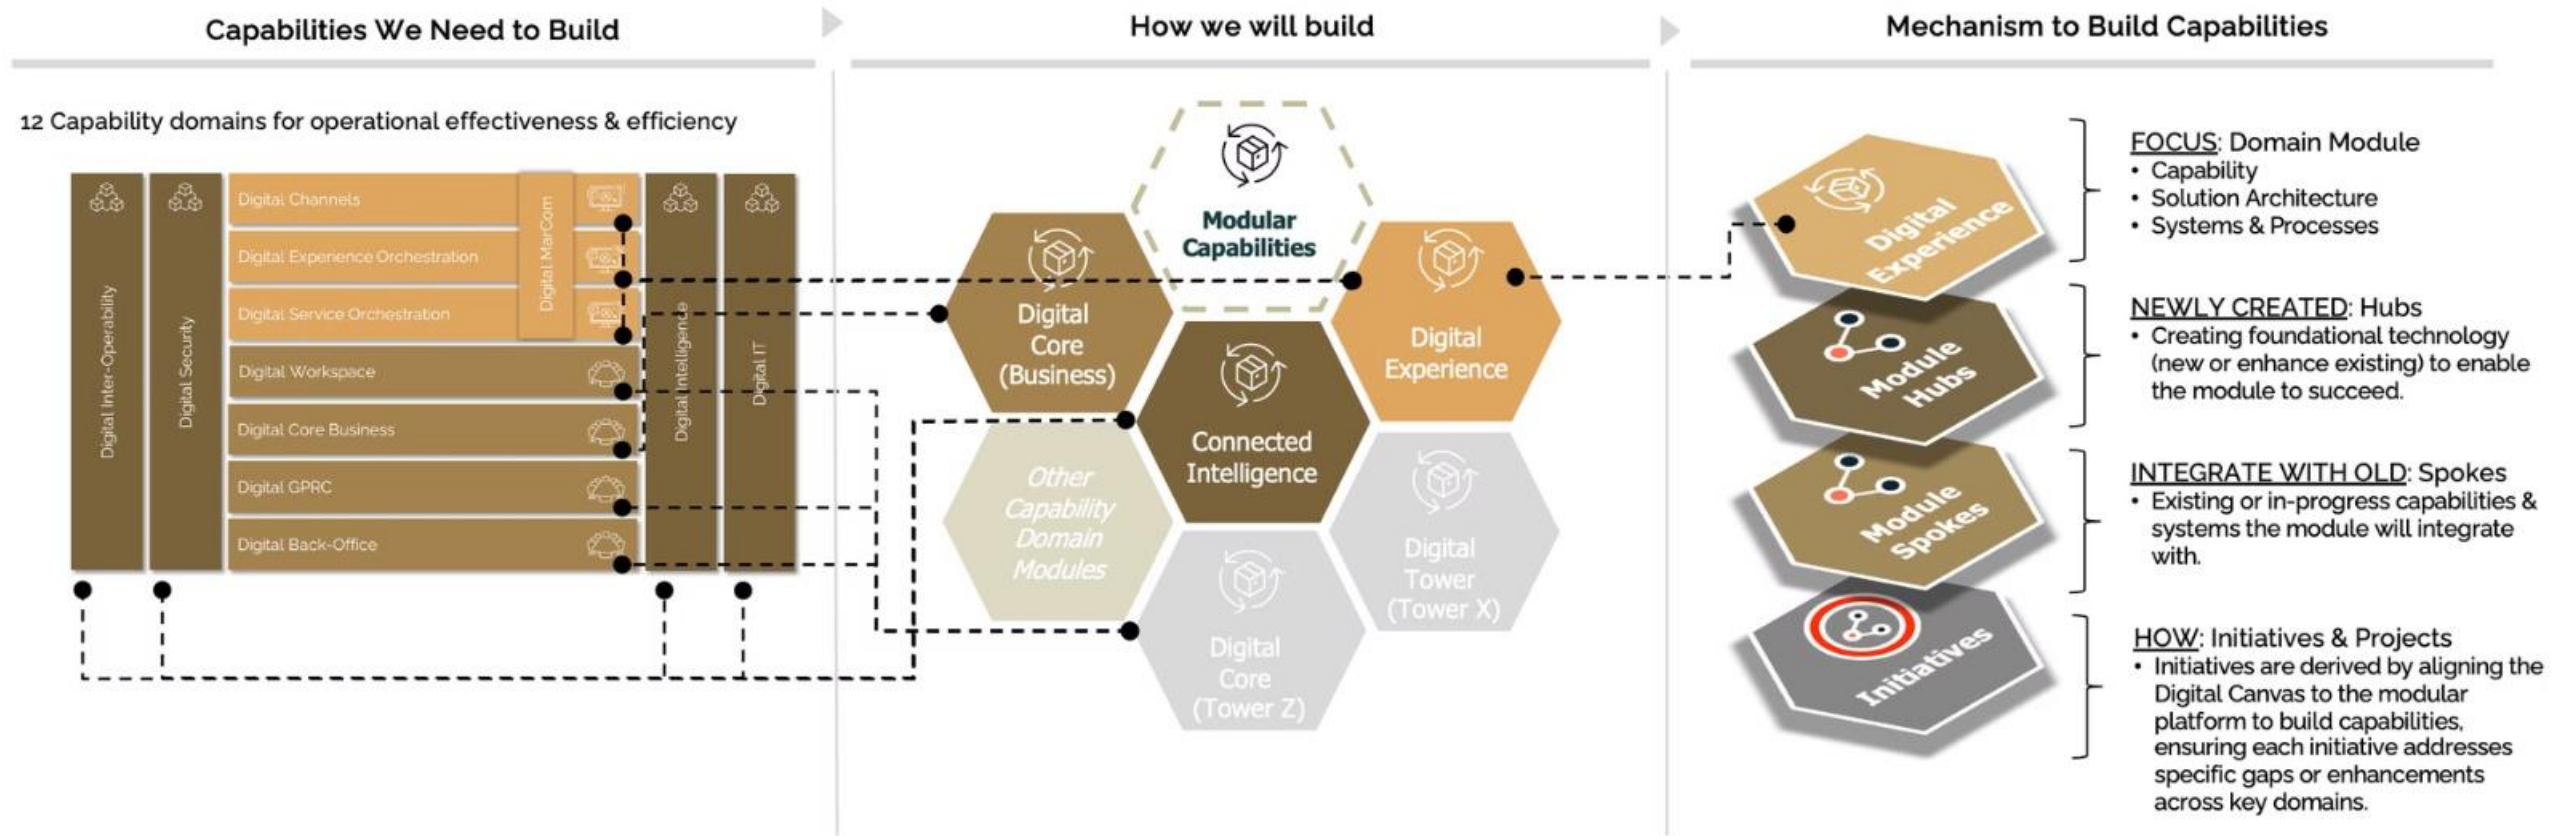 Capabilities We Need to Build
How we will build
Mechanism to Build Capabilities
12 Capability domains for operational effectiveness & efficiency
Digital Inter-Operability
Digital Security
Digital Channels
Digital Experience Orchestration
Digital Service Orchestration
Digital MarCom
Digital Workspace
Digital Core Business
Digital GPRC
Digital Back-Office
Digital Intelligence
Digital IT
Modular
Capabilities
Digital
Core
(Business)
Digital
Experience
Connected
Intelligence
Other
Capability
Domain
Modules
Digital
Tower
(Tower X)
Digital
Core
(Tower Z)
Digital
Experience
Module
Hubs
Module
Spokes
Initiatives
FOCUS: Domain Module
• Capability
• Solution Architecture
• Systems & Processes
NEWLY CREATED: Hubs
• Creating foundational technology
(new or enhance existing) to enable
the module to succeed.
INTEGRATE WITH OLD: Spokes
• Existing or in-progress capabilities &
systems the module will integrate
with.
HOW: Initiatives & Projects
• Initiatives are derived by aligning the
Digital Canvas to the modular
platform to build capabilities,
ensuring each initiative addresses
specific gaps or enhancements
across key domains.